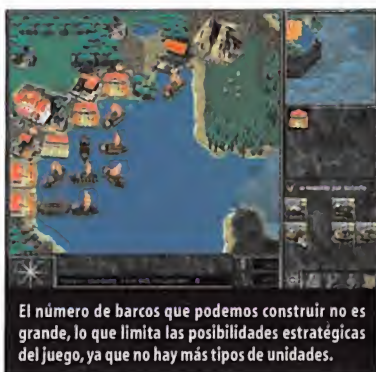 El número de barcos que podemos construir no es
grande, lo que limita las posibilidades estratégicas
del juego, ya que no hay más tipos de unidades.